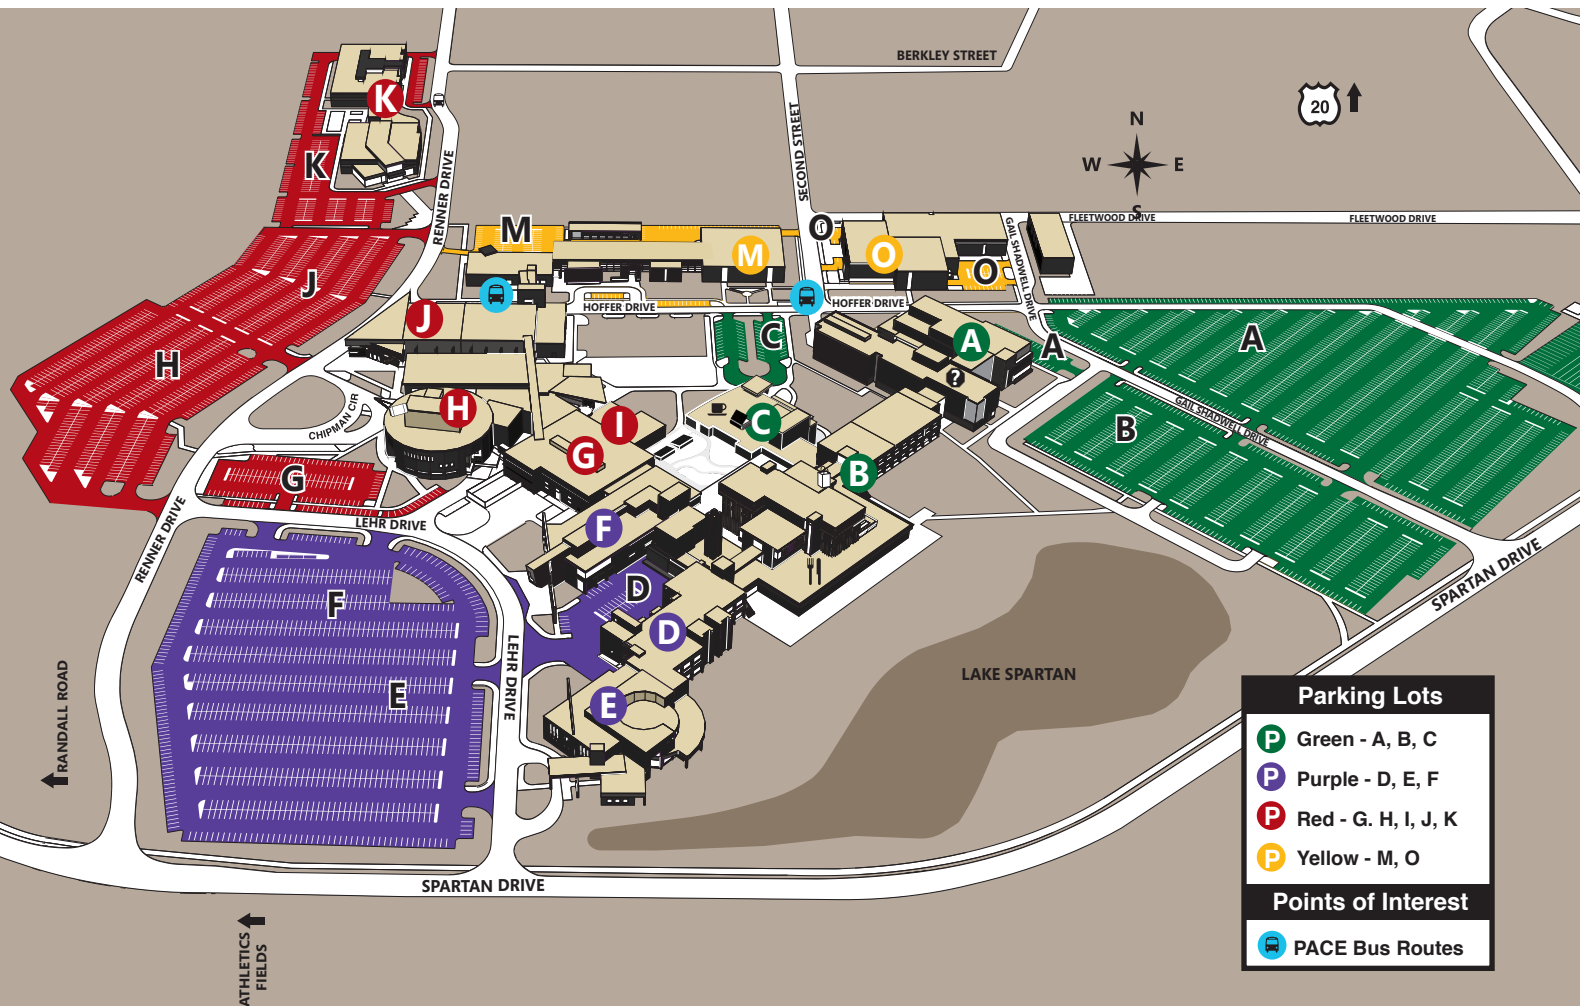 BERKLEY STREET
20
N
W E
S
K
K
RENNER DRIVE
SECOND STREET
FLEETWOOD DRIVE
FLEETWOOD DRIVE
GAIL SHADWELL DRIVE
M
M
O
O
O
J
J
HOFFER DRIVE
HOFFER DRIVE
C
A
A
A
?
H
H
CHIPMAN CIR
I
G
C
B
B
GAIL SHADWELL DRIVE
G
LEHR DRIVE
RENNER DRIVE
F
F
D
D
E
E
LEHR DRIVE
LAKE SPARTAN
SPARTAN DRIVE
RANDALL ROAD
SPARTAN DRIVE
ATHLETICS
FIELDS
Parking Lots
P Green - A, B, C
P Purple - D, E, F
P Red - G. H, I, J, K
P Yellow - M, O
Points of Interest
PACE Bus Routes